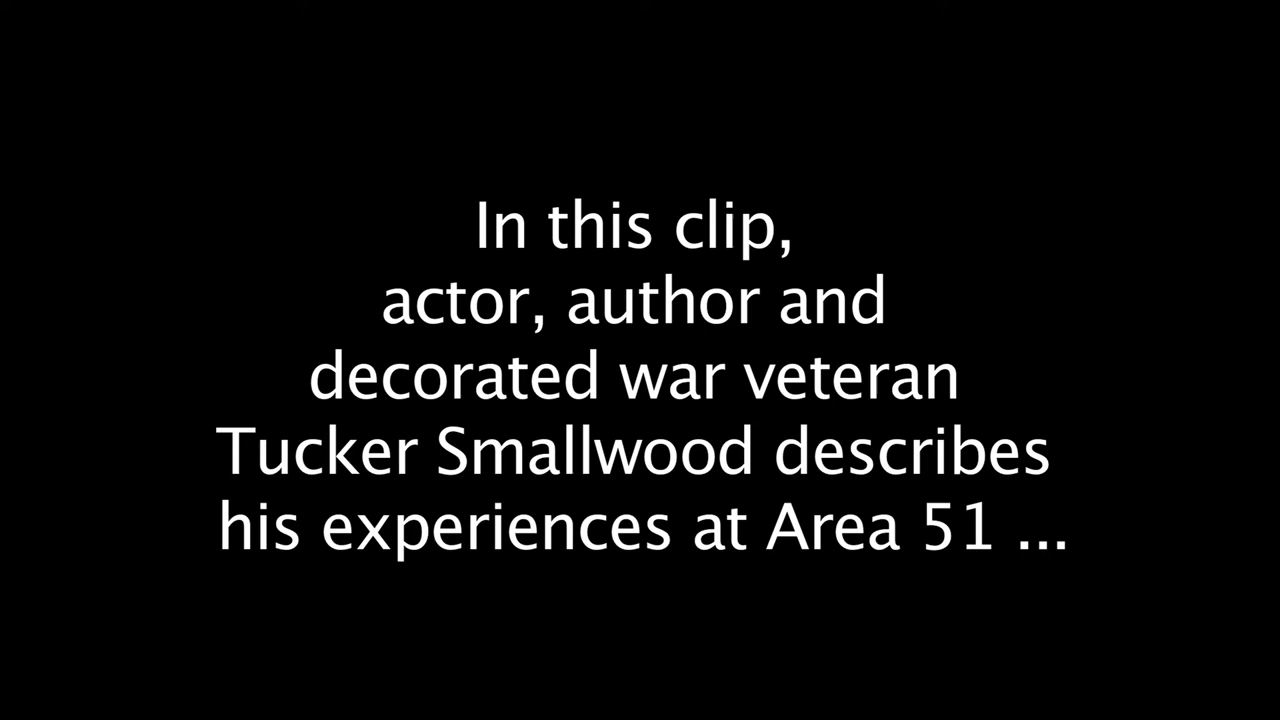 In this clip,
actor, author and
decorated war veteran
Tucker Smallwood describes
his experiences at Area 51 ...